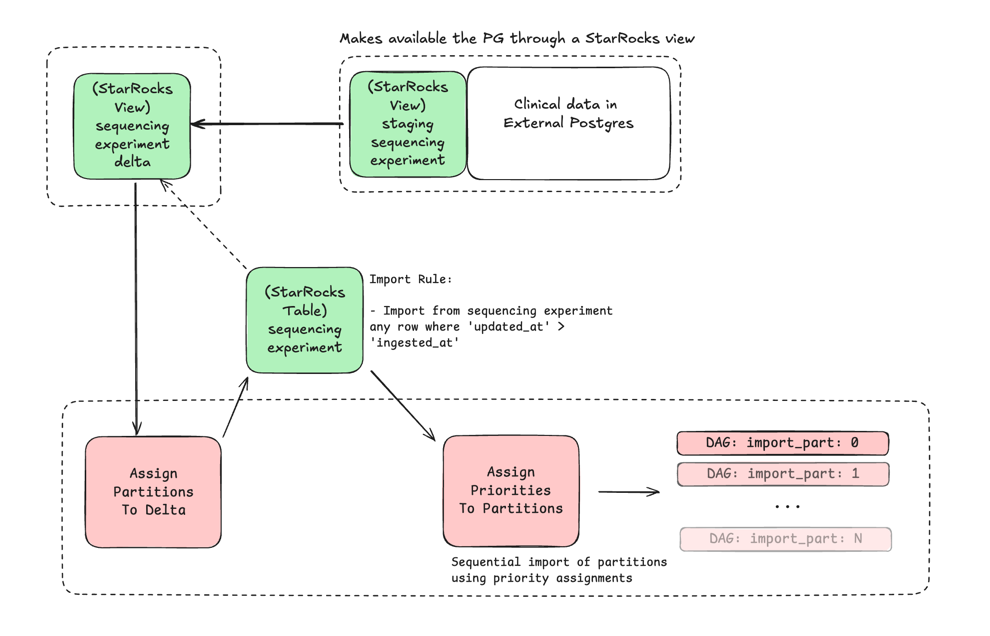 Makes available the PG through a StarRocks view
(StarRocks
View)
sequencing
experiment
delta
(StarRocks
View)
staging
sequencing
experiment
Clinical data in
External Postgres
(StarRocks
Table)
sequencing
experiment
Import Rule:
- Import from sequencing experiment
any row where 'updated_at' >
'ingested_at'
Assign
Partitions
To Delta
Assign
Priorities
To Partitions
Sequential import of partitions
using priority assignments
DAG: import_part: 0
DAG: import_part: 1
...
DAG: import_part: N